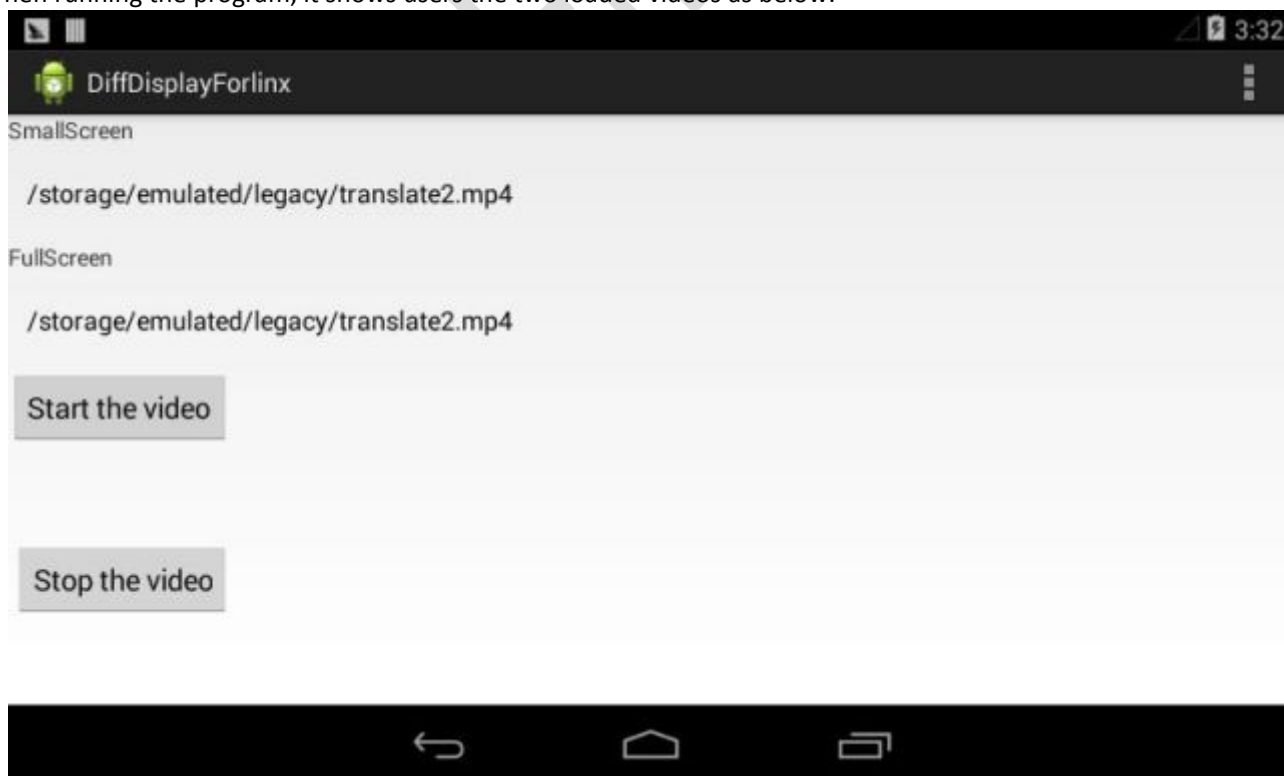 hen running the program, it shows users the two loaded videos as below:
3:32
DiffDisplayForlinx
SmallScreen
/storage/emulated/legacy/translate2.mp4
FullScreen
/storage/emulated/legacy/translate2.mp4
Start the video
Stop the video